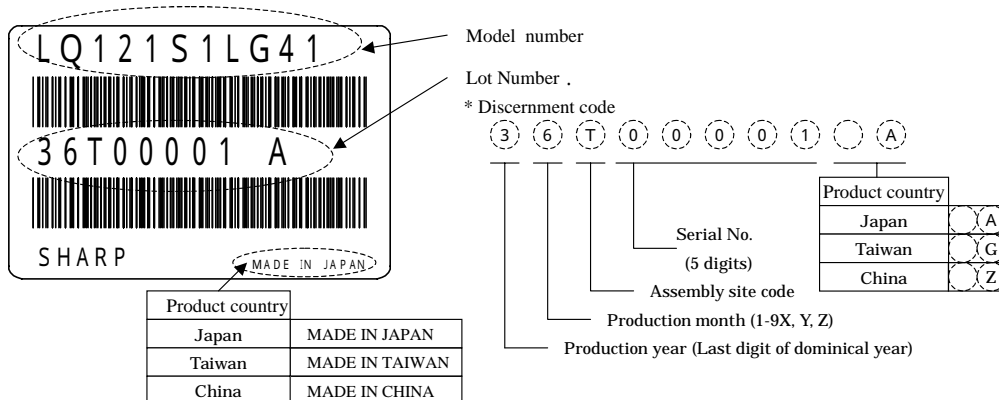 LQ121S1LG41
36T00001 A
SHARP
MADE IN JAPAN
Product country
Japan MADE IN JAPAN
Taiwan MADE IN TAIWAN
China MADE IN CHINA
Model number
Lot Number .
* Discernment code
3 6 T 0 0 0 0 1 A
Product country
Japan A
Taiwan G
China Z
Serial No.
(5 digits)
Assembly site code
Production month (1-9X, Y, Z)
Production year (Last digit of dominical year)